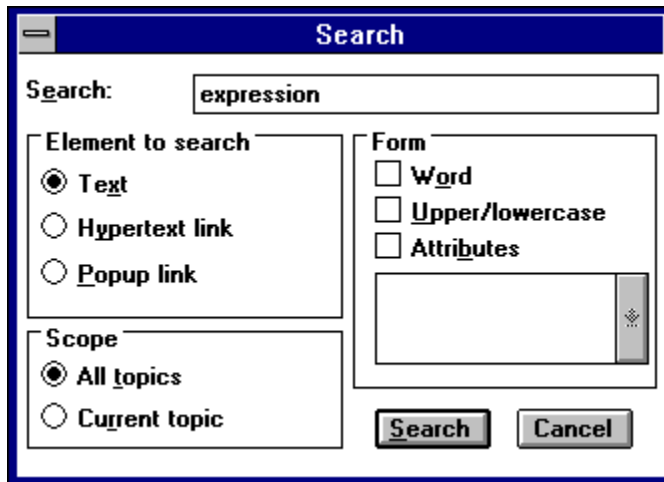 Search
Search: expression
Element to search
Text
Hypertext link
Popup link
Scope
All topics
Current topic
Form
Word
Upper/lowercase
Attributes
Search Cancel